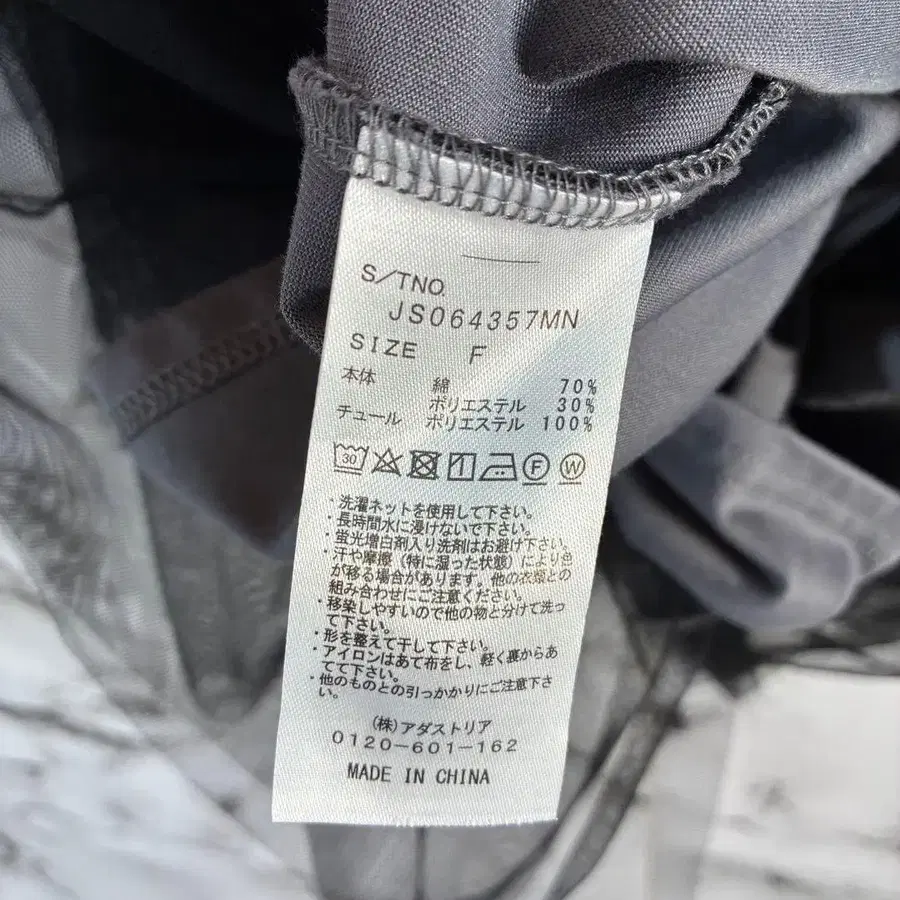 S/TNO.
JS064357MN
SIZE F
本体 綿 70%
ポリエステル 30%
チュール ポリエステル 100%
30 F W
・洗濯ネットを使用して下さい。
・長時間水に浸けないで下さい。
・蛍光増白剤入り洗剤はお避け下さい。
・汗や摩擦（特に湿った状態）により色
が移る場合があります。他の衣類との
組み合わせにご注意ください。
・移染しやすいので他の物と分けて洗っ
て下さい。
・形を整えて干して下さい。
・アイロンはあて布をし、軽く裏からあ
てて下さい。
・他のものとの引っかかりにご注意下さ
い。
(株)アダストリア
0120-601-162
MADE IN CHINA